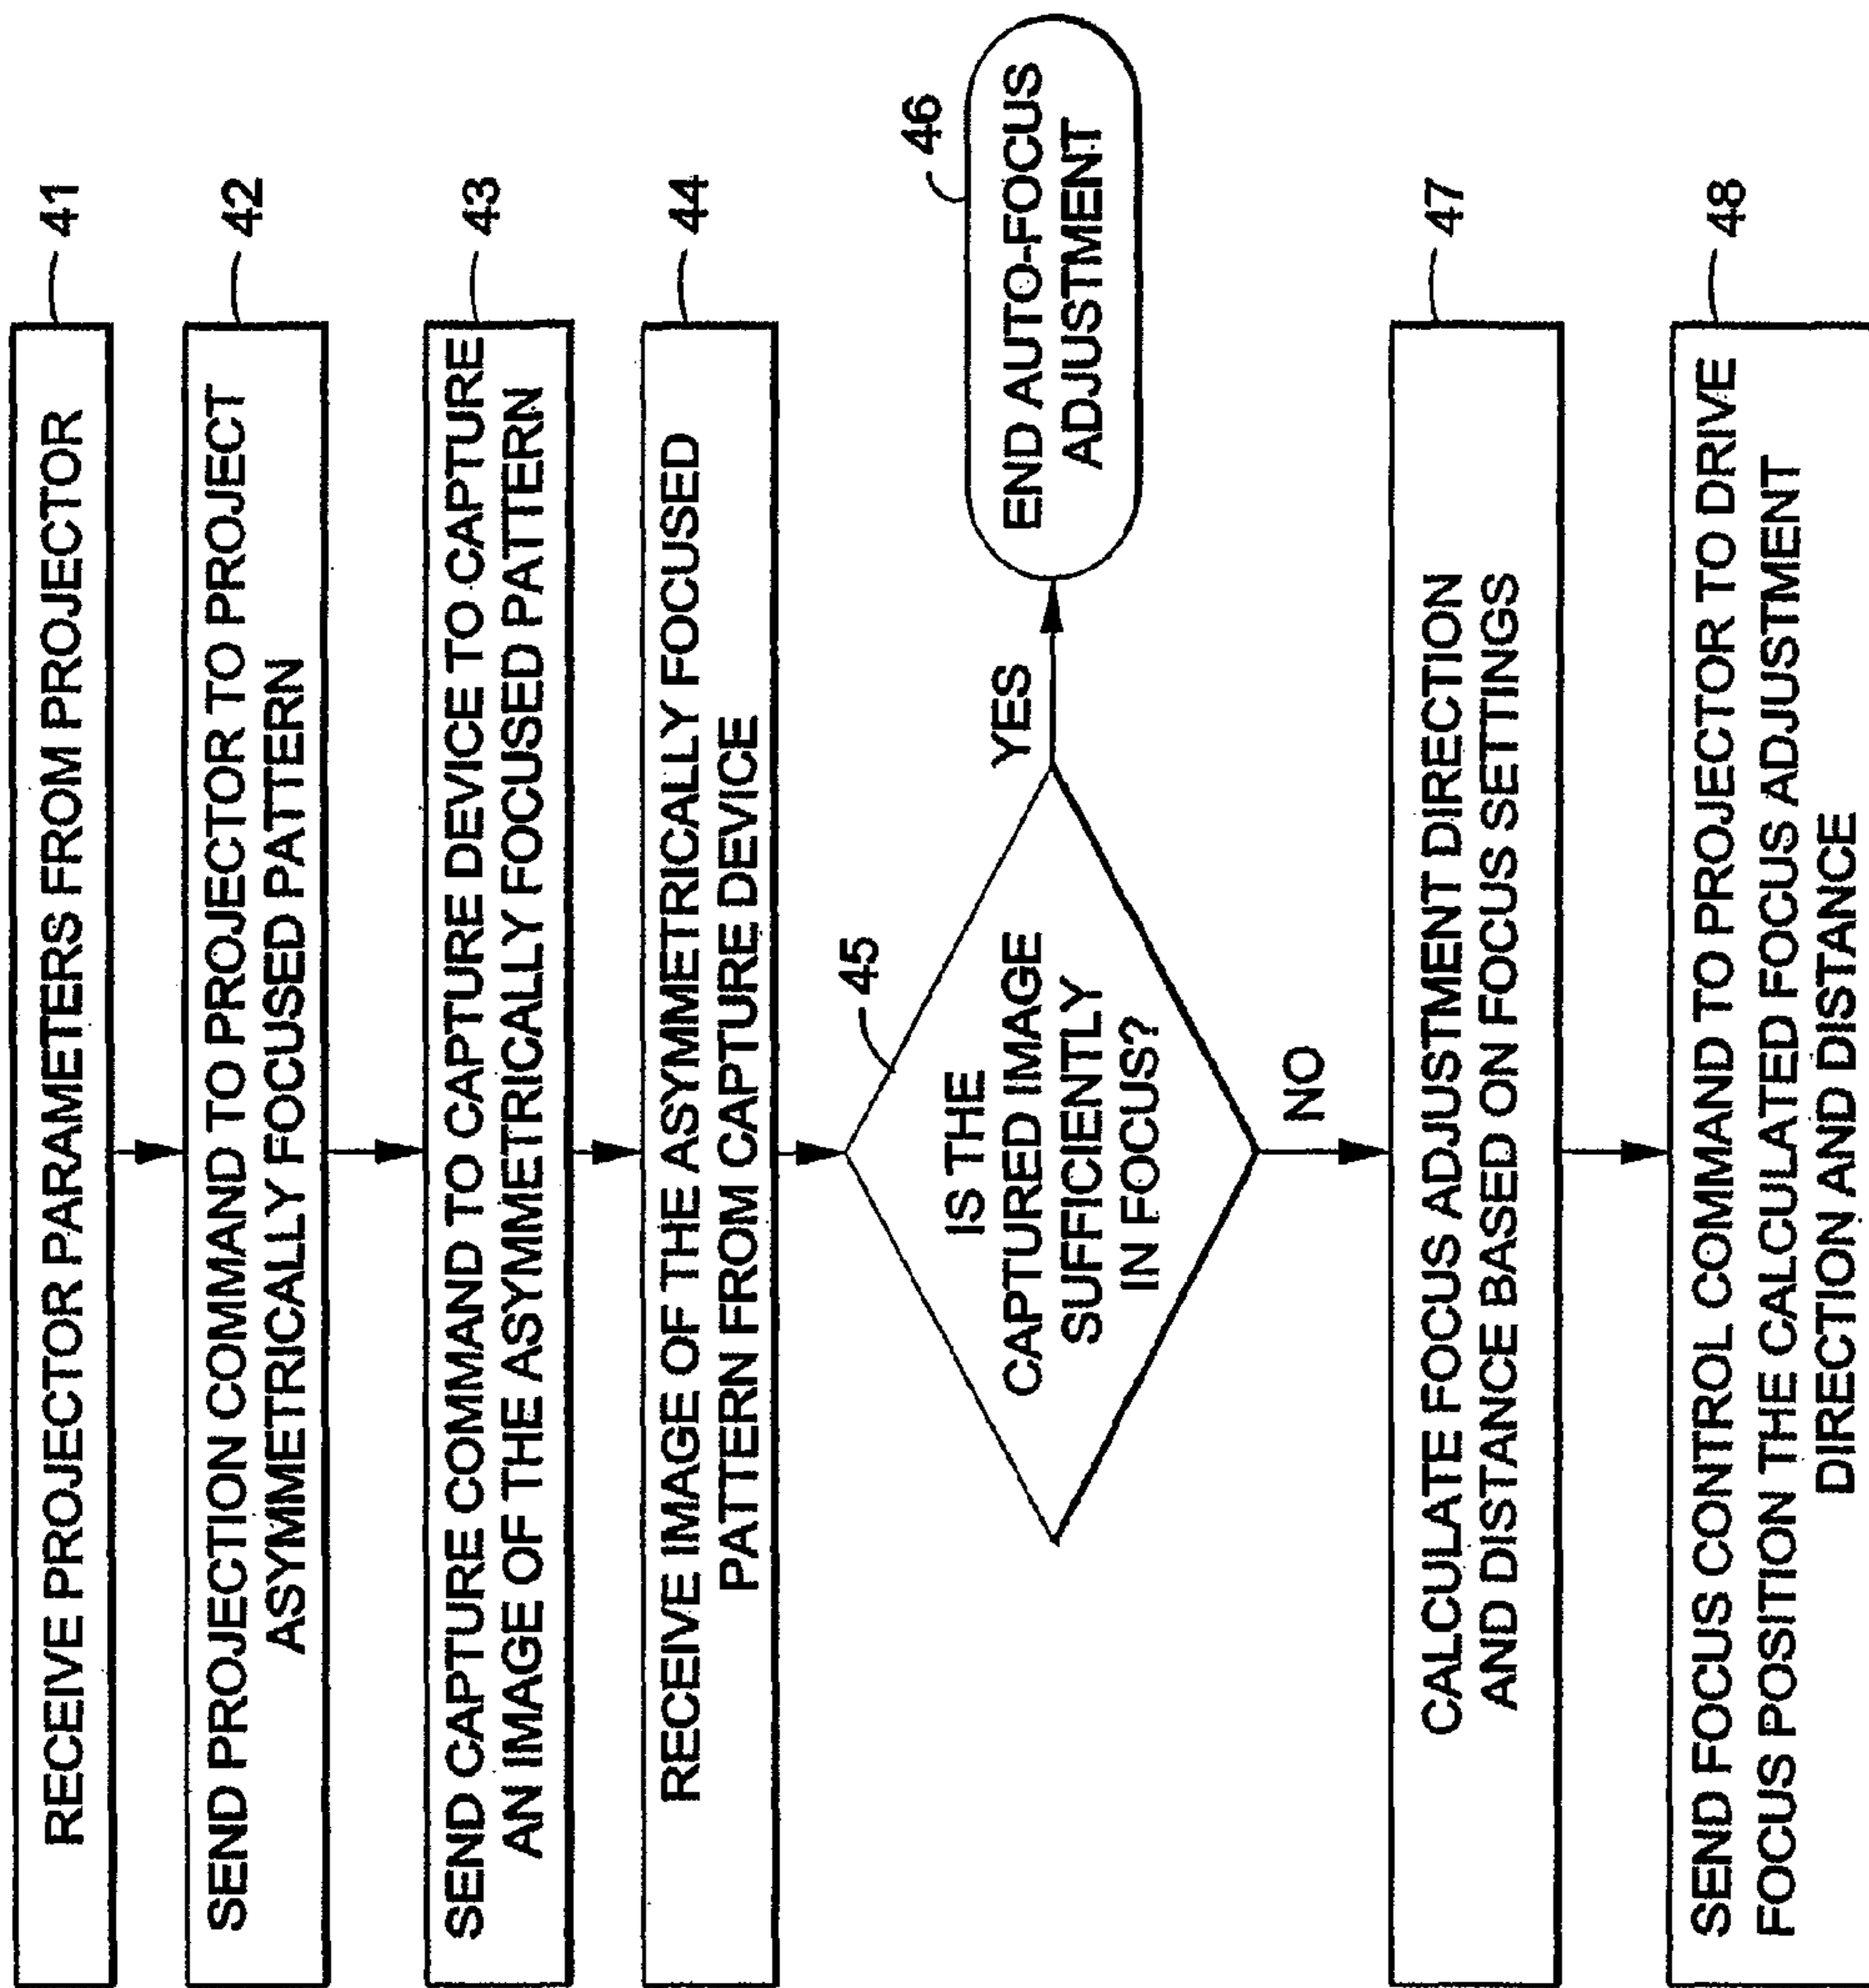 RECEIVE PROJECTOR PARAMETERS FROM PROJECTOR
41
SEND PROJECTION COMMAND TO PROJECTOR TO PROJECT
ASYMMETRICALLY FOCUSED PATTERN
42
SEND CAPTURE COMMAND TO CAPTURE DEVICE TO CAPTURE
AN IMAGE OF THE ASYMMETRICALLY FOCUSED PATTERN
43
RECEIVE IMAGE OF THE ASYMMETRICALLY FOCUSED
PATTERN FROM CAPTURE DEVICE
44
IS THE
CAPTURED IMAGE
SUFFICIENTLY
IN FOCUS?
45
YES
END AUTO-FOCUS
ADJUSTMENT
46
NO
CALCULATE FOCUS ADJUSTMENT DIRECTION
AND DISTANCE BASED ON FOCUS SETTINGS
47
SEND FOCUS CONTROL COMMAND TO PROJECTOR TO DRIVE
FOCUS POSITION THE CALCULATED FOCUS ADJUSTMENT
DIRECTION AND DISTANCE
48